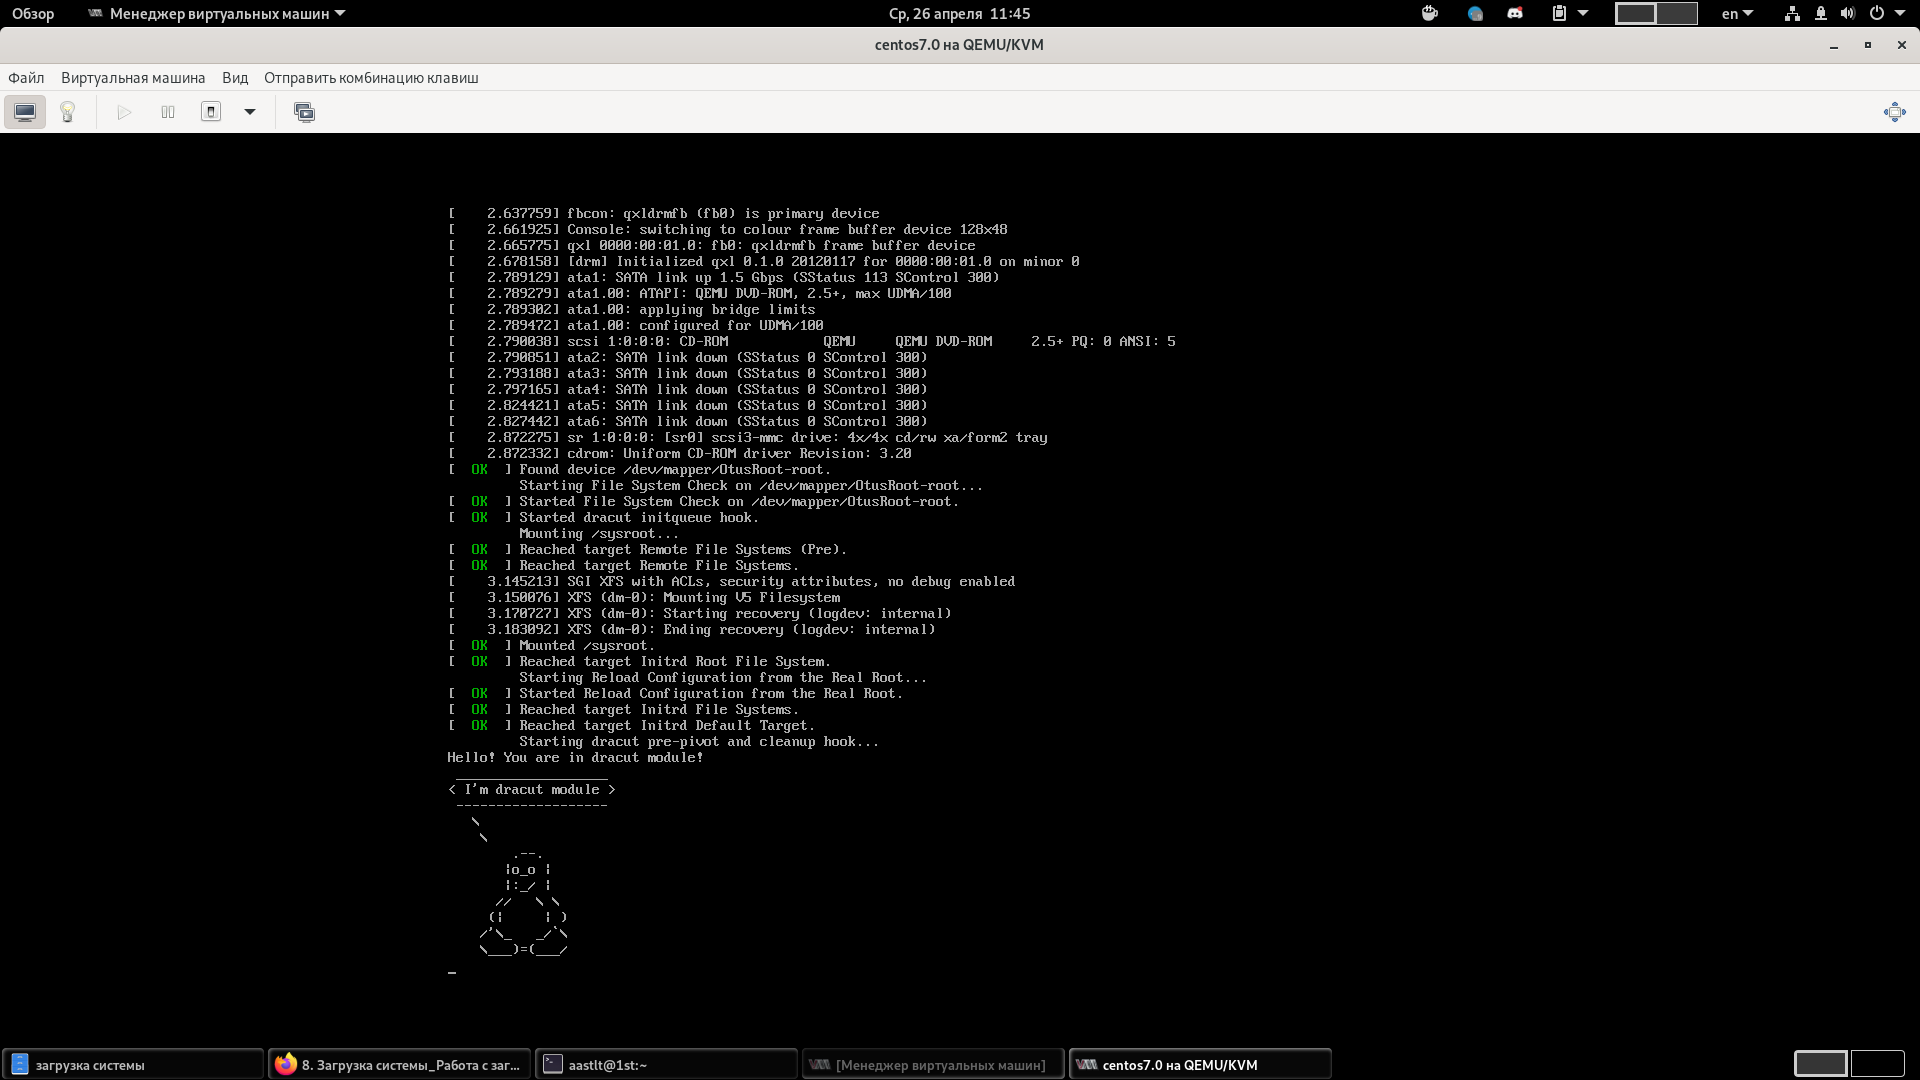 Обзор Менеджер виртуальных машин Ср, 26 апреля 11:45 en
centos7.0 на QEMU/KVM
Файл Виртуальная машина Вид Отправить комбинацию клавиш
[    2.637759] fbcon: qxldrmfb (fb0) is primary device
[    2.661925] Console: switching to colour frame buffer device 128x48
[    2.665775] qxl 0000:00:01.0: fb0: qxldrmfb frame buffer device
[    2.678158] [drm] Initialized qxl 0.1.0 20120117 for 0000:00:01.0 on minor 0
[    2.789129] ata1: SATA link up 1.5 Gbps (SStatus 113 SControl 300)
[    2.789279] ata1.00: ATAPI: QEMU DVD-ROM, 2.5+, max UDMA/100
[    2.789302] ata1.00: applying bridge limits
[    2.789472] ata1.00: configured for UDMA/100
[    2.790038] scsi 1:0:0:0: CD-ROM            QEMU     QEMU DVD-ROM     2.5+ PQ: 0 ANSI: 5
[    2.790851] ata2: SATA link down (SStatus 0 SControl 300)
[    2.793188] ata3: SATA link down (SStatus 0 SControl 300)
[    2.797165] ata4: SATA link down (SStatus 0 SControl 300)
[    2.824421] ata5: SATA link down (SStatus 0 SControl 300)
[    2.827442] ata6: SATA link down (SStatus 0 SControl 300)
[    2.872275] sr 1:0:0:0: [sr0] scsi3-mmc drive: 4x/4x cd/rw xa/form2 tray
[    2.872332] cdrom: Uniform CD-ROM driver Revision: 3.20
[  OK  ] Found device /dev/mapper/OtusRoot-root.
         Starting File System Check on /dev/mapper/OtusRoot-root...
[  OK  ] Started File System Check on /dev/mapper/OtusRoot-root.
[  OK  ] Started dracut initqueue hook.
         Mounting /sysroot...
[  OK  ] Reached target Remote File Systems (Pre).
[  OK  ] Reached target Remote File Systems.
[    3.145213] SGI XFS with ACLs, security attributes, no debug enabled
[    3.150076] XFS (dm-0): Mounting V5 Filesystem
[    3.170727] XFS (dm-0): Starting recovery (logdev: internal)
[    3.183092] XFS (dm-0): Ending recovery (logdev: internal)
[  OK  ] Mounted /sysroot.
[  OK  ] Reached target Initrd Root File System.
         Starting Reload Configuration from the Real Root...
[  OK  ] Started Reload Configuration from the Real Root.
[  OK  ] Reached target Initrd File Systems.
[  OK  ] Reached target Initrd Default Target.
         Starting dracut pre-pivot and cleanup hook...
Hello! You are in dracut module!
 ___________________
< I'm dracut module >
 -------------------
   \
    \
        .--.
       |o_o |
       |:_/ |
      //   \ \
     (|     | )
    /'\_   _/`\
    \___)=(___/
_
загрузка системы 8. Загрузка системы_Работа с заг... aastlt@1st:~ [Менеджер виртуальных машин] centos7.0 на QEMU/KVM